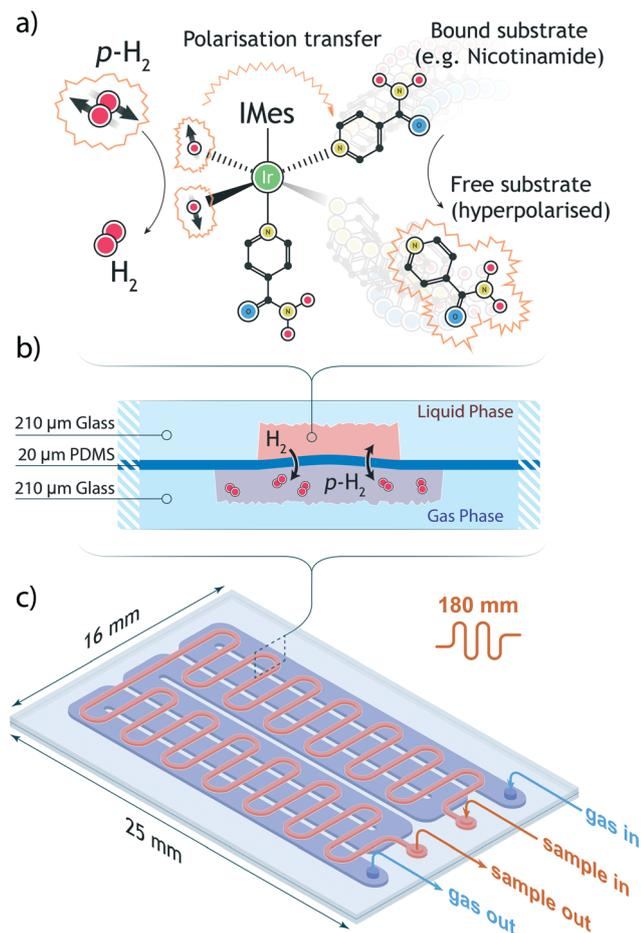 a)
p-H₂
Polarisation transfer
Bound substrate
(e.g. Nicotinamide)
IMes
N
O
N
Ir
Free substrate
(hyperpolarised)
H₂
N
O
N
N
N
O
b)
210 µm Glass
20 µm PDMS
210 µm Glass
Liquid Phase
H₂
p-H₂
Gas Phase
c)
16 mm
180 mm
25 mm
gas in
sample in
sample out
gas out